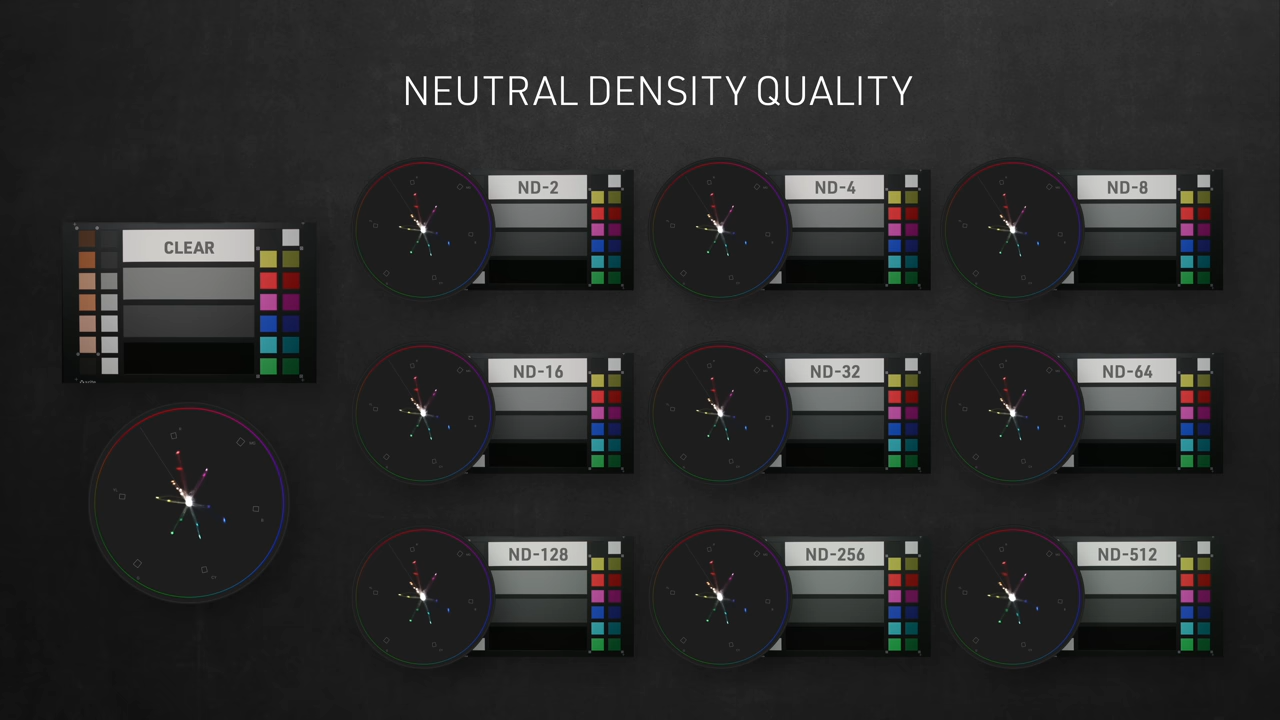 NEUTRAL DENSITY QUALITY
CLEAR
ND-2
ND-4
ND-8
ND-16
ND-32
ND-64
ND-128
ND-256
ND-512